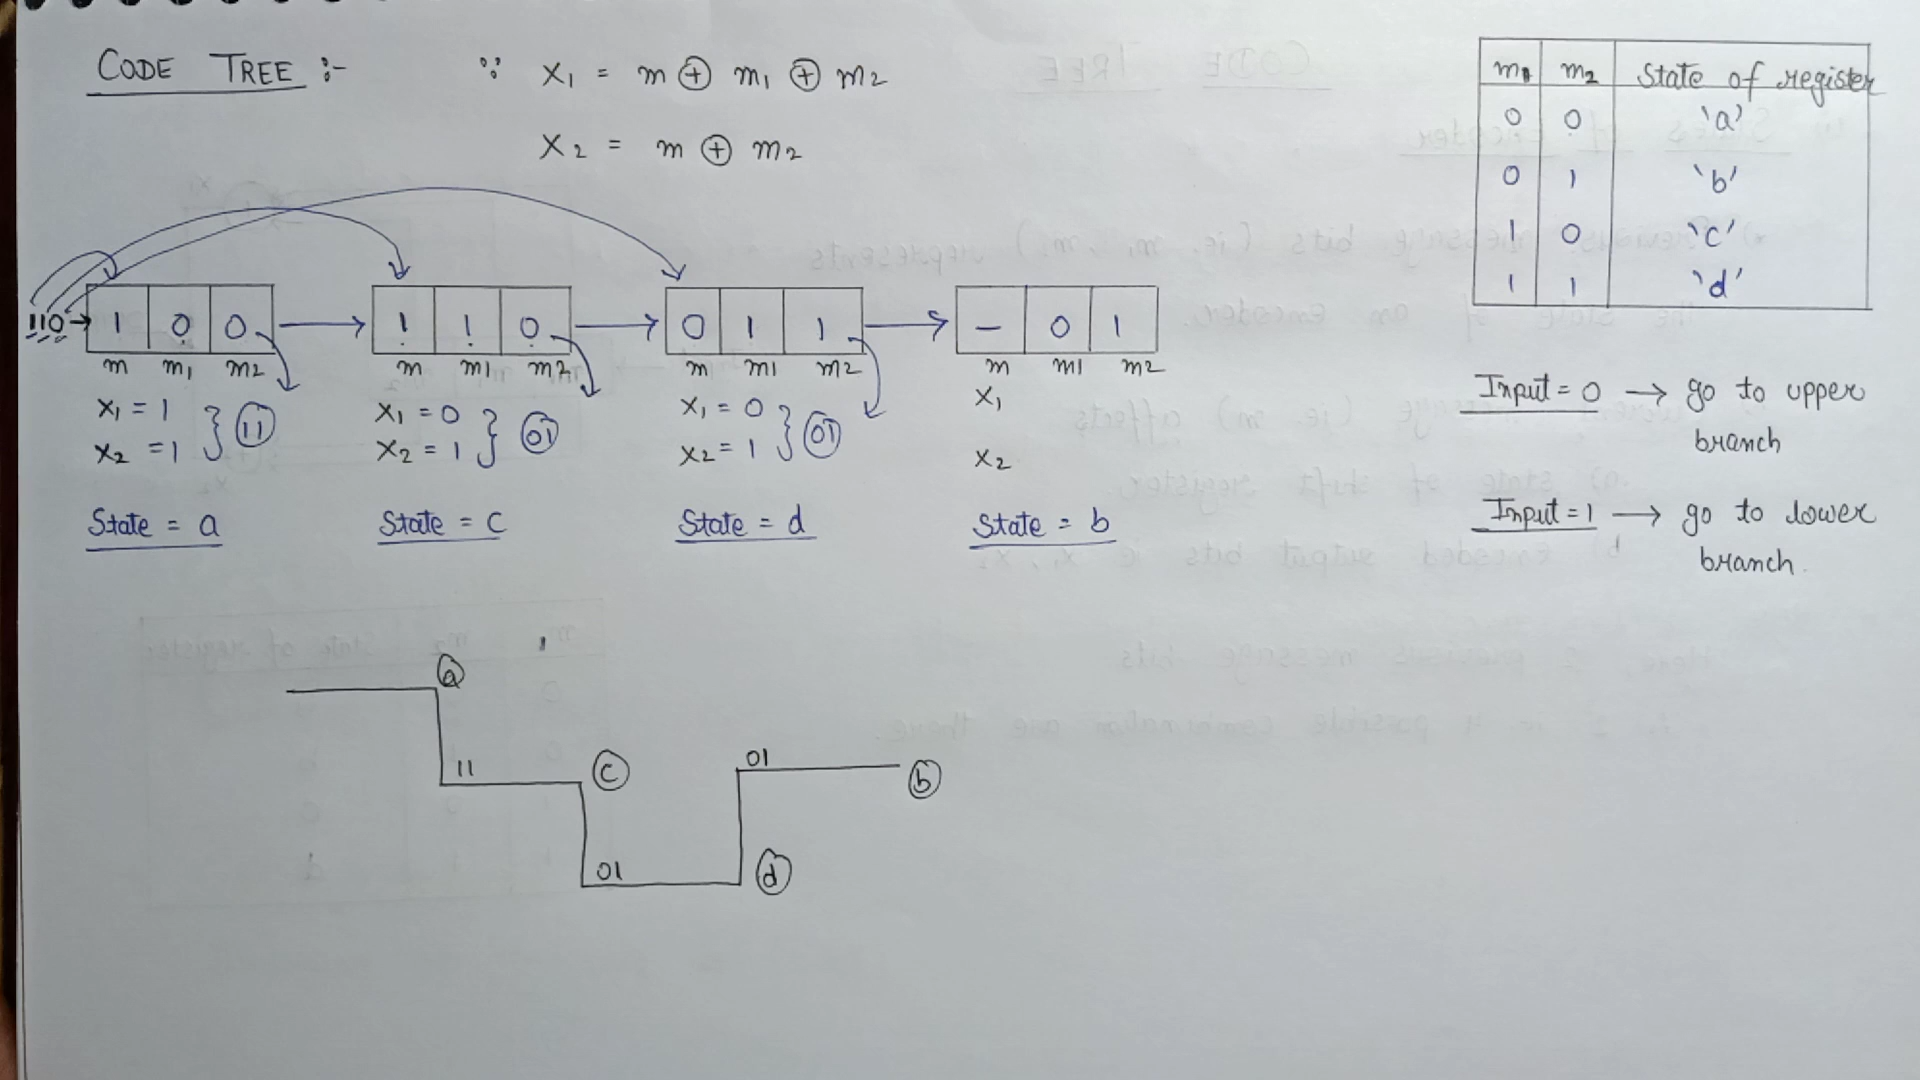 CODE TREE :-
∵ x₁ = m ⊕ m₁ ⊕ m₂
x₂ = m ⊕ m₂
m₁ m₂ State of register
0 0 'a'
0 1 'b'
1 0 'c'
1 1 'd'
110 → 1 0 0 → 1 1 0 → 0 1 1 → - 0 1
m m₁ m₂ m m₁ m₂ m m₁ m₂ m m₁ m₂
x₁ = 1 } 11 x₁ = 0 } 01 x₁ = 0 } 01 x₁
x₂ = 1 x₂ = 1 x₂ = 1 x₂
State = a State = c State = d State = b
Input = 0 → go to upper
branch
Input = 1 → go to lower
branch.
a
11 c 01 b
01 d